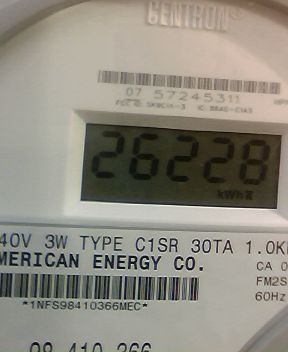 CENTRON®
07 57245311
26228
kWh
40V 3W TYPE C1SR 30TA 1.0K
MERICAN ENERGY CO.
CA 0
FM2S
60Hz
*1NFS98410366MEC*
98 410 366